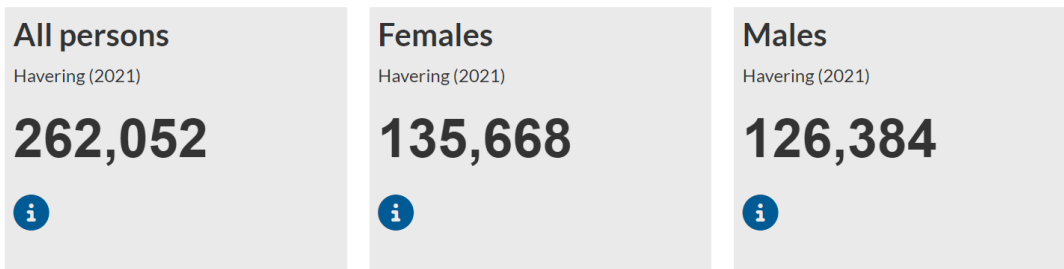 All persons
Havering (2021)
262,052
Females
Havering (2021)
135,668
Males
Havering (2021)
126,384